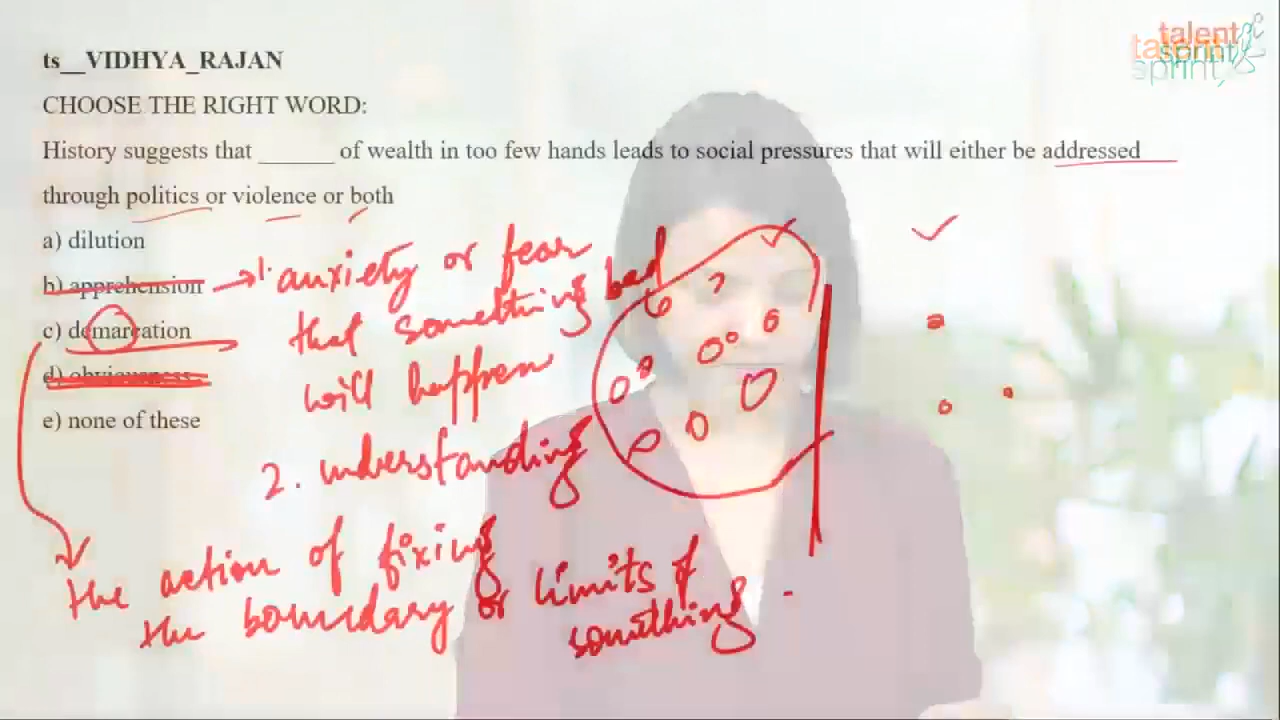 talent
sprint
ts__VIDHYA_RAJAN
CHOOSE THE RIGHT WORD:
History suggests that ______ of wealth in too few hands leads to social pressures that will either be addressed
through politics or violence or both
a) dilution
b) apprehension → 1. anxiety or fear
that something bad
will happen
2. understanding
c) demarcation
d) obviousness
e) none of these
the action of fixing
the boundary or limits of
something.